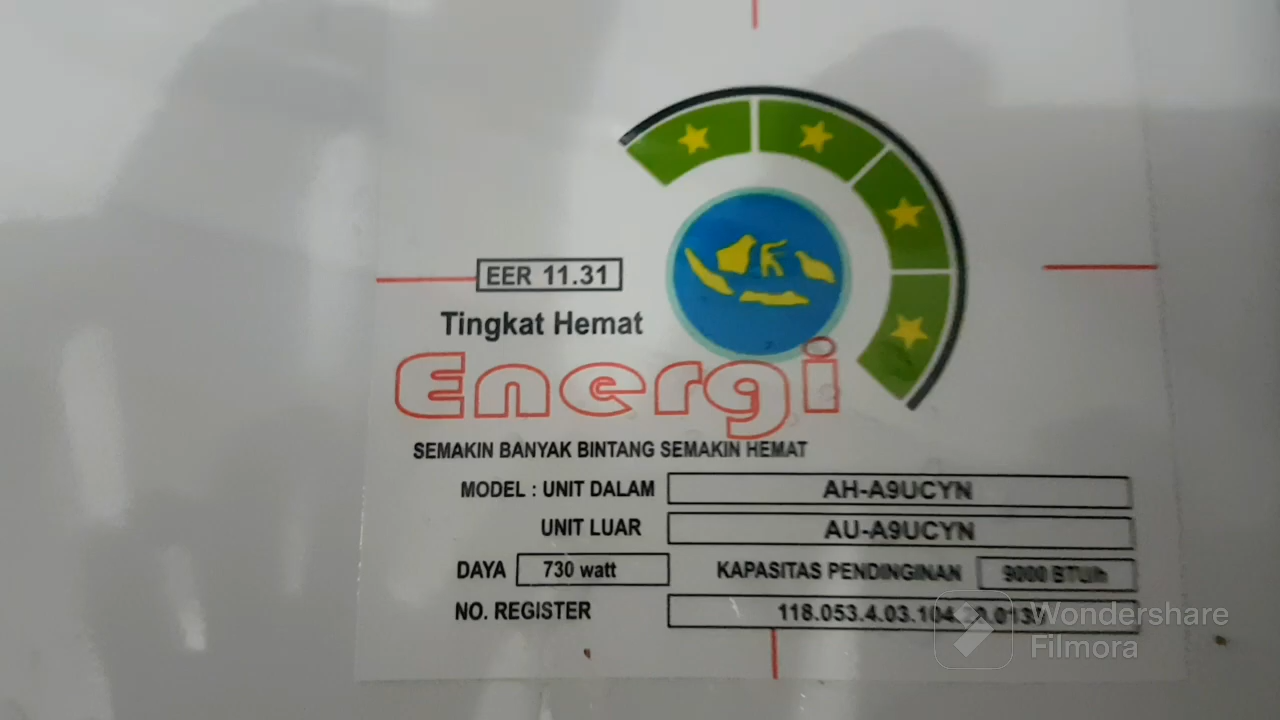 EER 11.31
Tingkat Hemat
Energi
SEMAKIN BANYAK BINTANG SEMAKIN HEMAT
MODEL : UNIT DALAM AH-A9UCYN
UNIT LUAR AU-A9UCYN
DAYA 730 watt KAPASITAS PENDINGINAN 9000 BTU/h
NO. REGISTER
Wondershare
Filmora